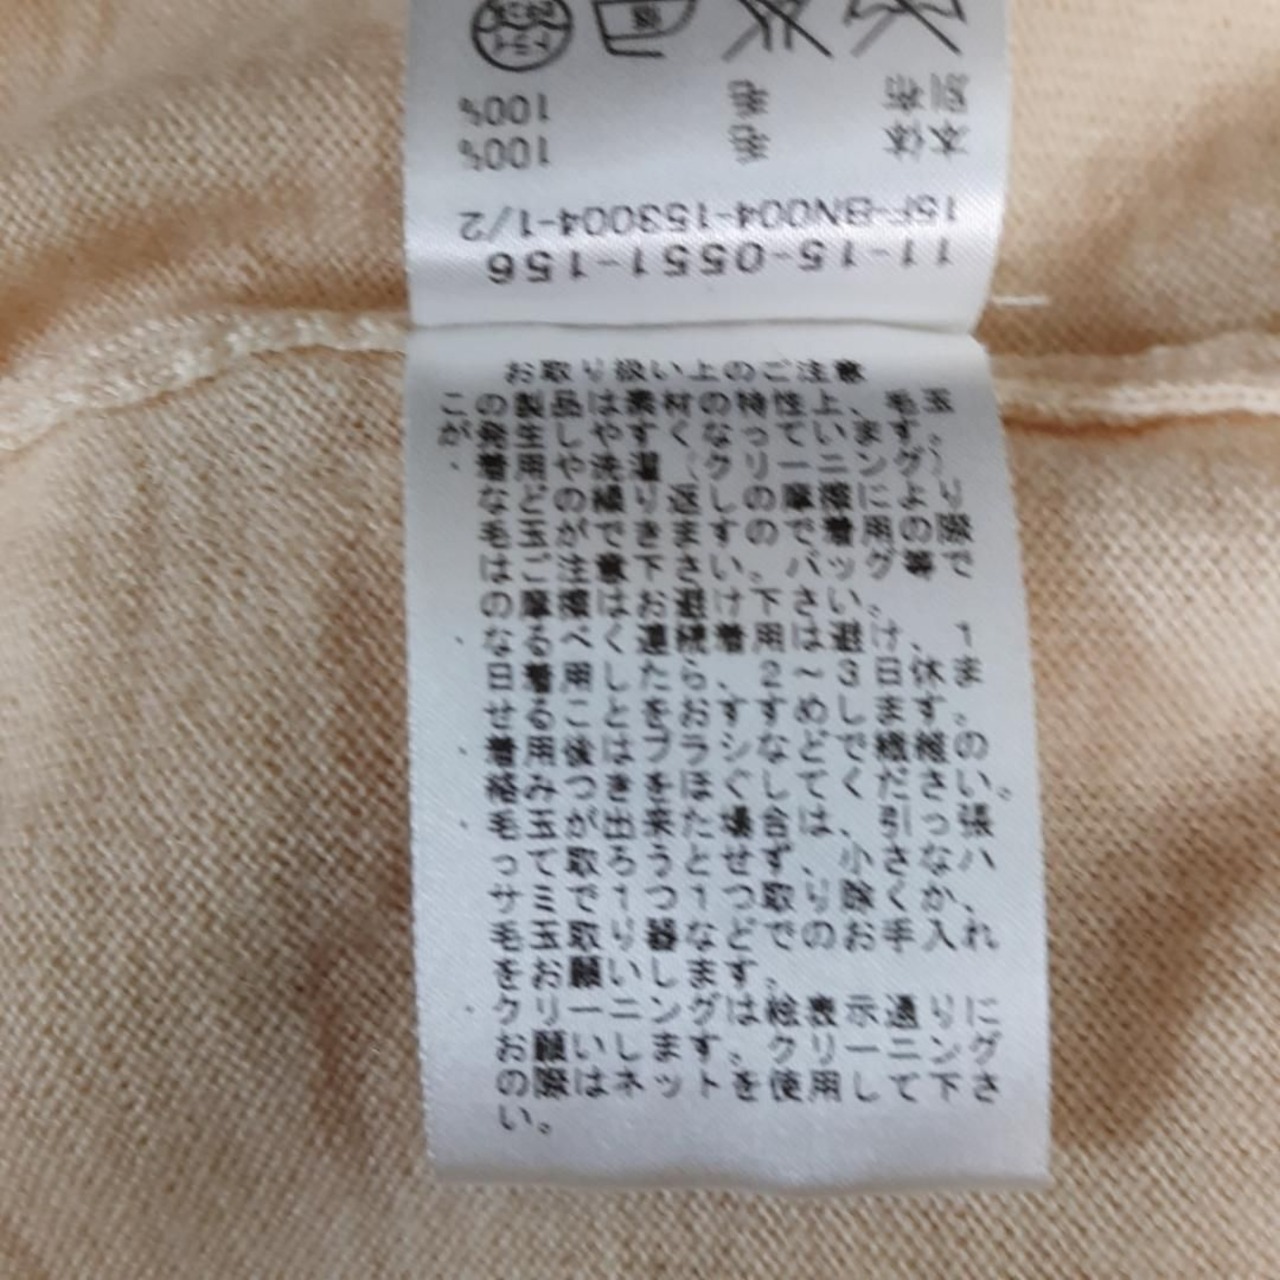 11-15-0551-156
15F-BN004-153004-1/2
本体 毛 100%
別布 毛 100%
お取り扱い上のご注意
この製品は素材の特性上、毛玉
が発生しやすくなっています。
・着用や洗濯（クリーニング）
などの繰り返しの摩擦により
毛玉ができますので着用の際
はご注意下さい。バッグ等で
の摩擦はお避け下さい。
・なるべく連続着用は避け、1
日着用したら、2～3日休ま
せることをおすすめします。
・着用後はブラシなどで繊維の
絡みつきをほぐしてください。
・毛玉が出来た場合は、引っ張
って取ろうとせず、小さなハ
サミで1つ1つ取り除くか、
毛玉取り器などでのお手入れ
をお願いします。
・クリーニングは絵表示通りに
お願いします。クリーニング
の際はネットを使用して下さ
い。